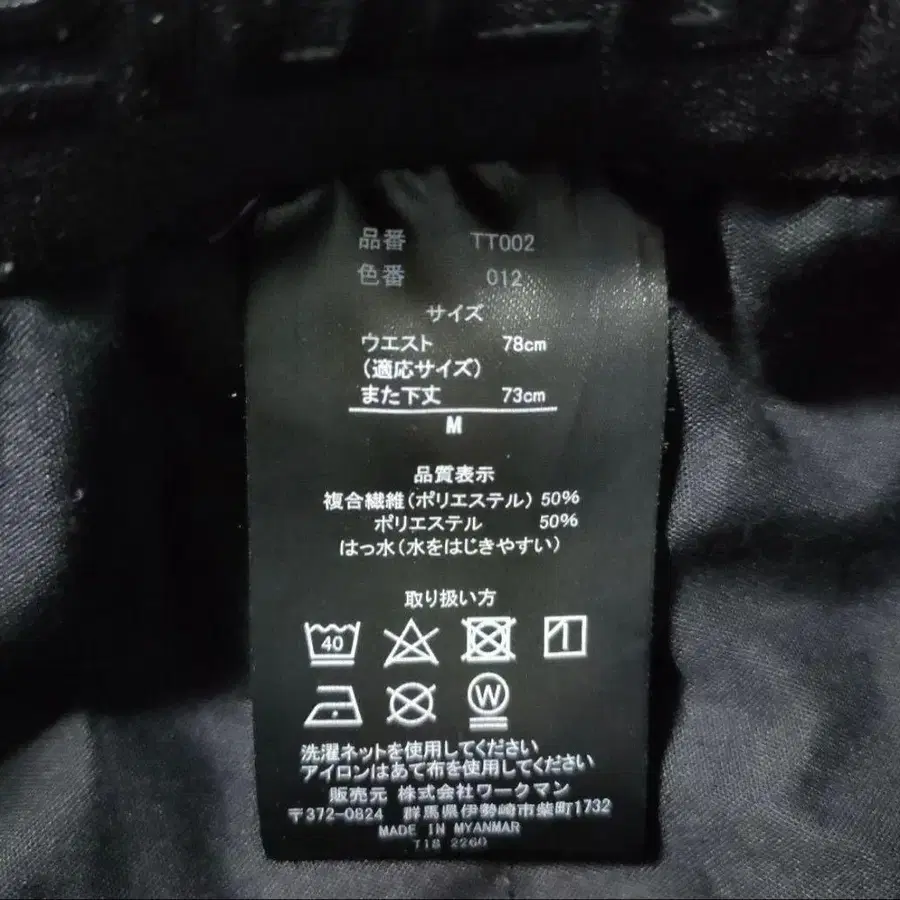 品番 TT002
色番 012
サイズ
ウエスト 78cm
(適応サイズ)
また下丈 73cm
M
品質表示
複合繊維(ポリエステル) 50%
ポリエステル 50%
はっ水(水をはじきやすい)
取り扱い方
40
W
洗濯ネットを使用してください
アイロンはあて布を使用してください
販売元 株式会社ワークマン
〒372-0824 群馬県伊勢崎市柴町1732
MADE IN MYANMAR